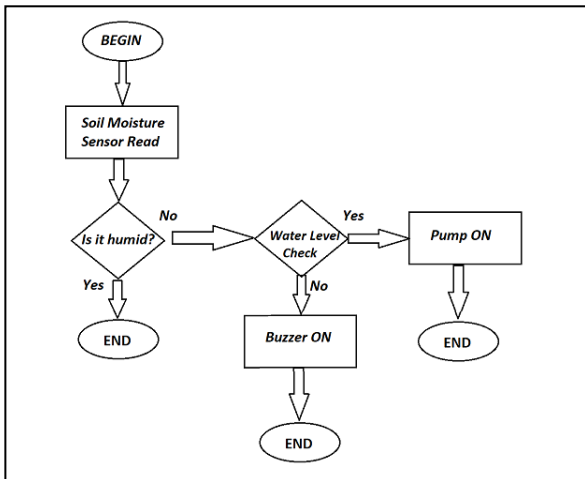 BEGIN
Soil Moisture
Sensor Read
Is it humid?
No
Yes
END
Water Level
Check
Yes
No
Pump ON
END
Buzzer ON
END